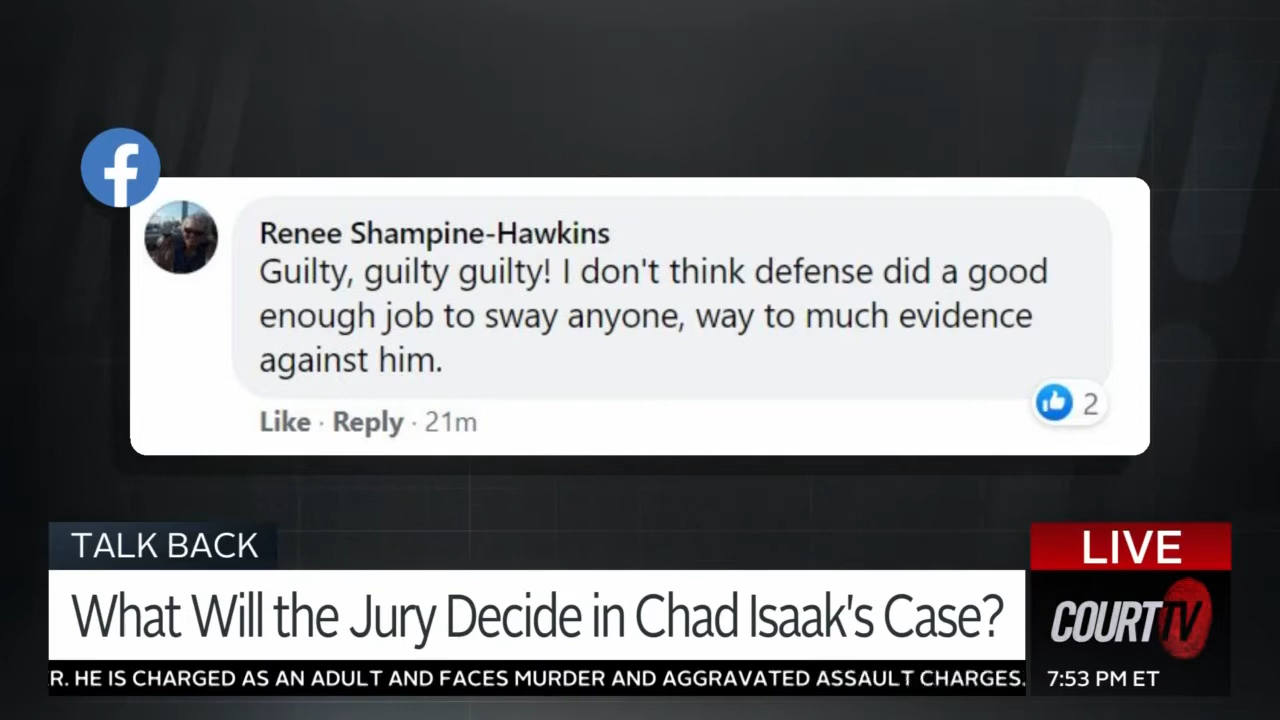 f
Renee Shampine-Hawkins
Guilty, guilty guilty! I don't think defense did a good
enough job to sway anyone, way to much evidence
against him.
Like · Reply · 21m
2
TALK BACK
What Will the Jury Decide in Chad Isaak's Case?
R. HE IS CHARGED AS AN ADULT AND FACES MURDER AND AGGRAVATED ASSAULT CHARGES.
LIVE
COURT TV
7:53 PM ET